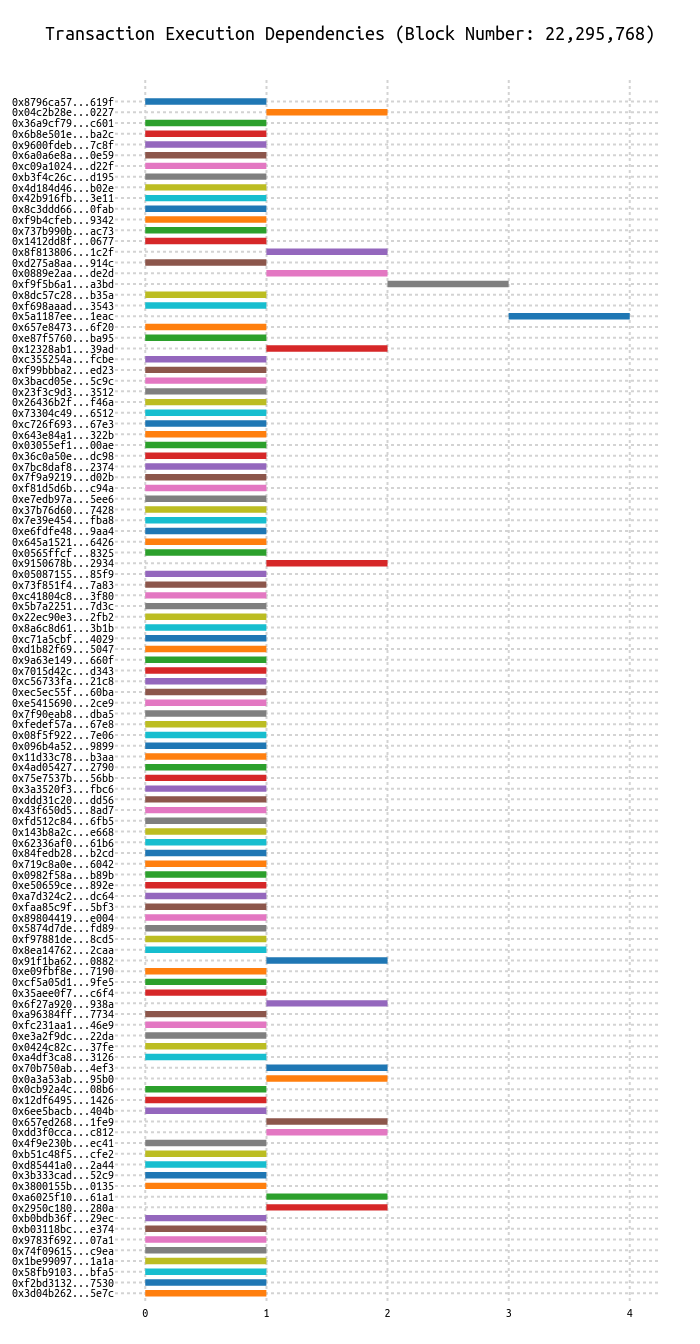 Transaction Execution Dependencies (Block Number: 22,295,768)
0x8796ca57...619f
0x04c2b28e...0227
0x36a9cf79...c601
0x6b8e501e...ba2c
0x9600fdeb...7c8f
0x6a0a6e8a...0e59
0xc09a1024...d22f
0xb3f4c26c...d195
0x4d184d46...b02e
0x42b916fb...3e11
0x8c3ddd66...0fab
0xf9b4cfeb...9342
0x737b990b...ac73
0x1412dd8f...0677
0x8f813806...1c2f
0xd275a8aa...914c
0x0889e2aa...de2d
0xf9f5b6a1...a3bd
0x8dc57c28...b35a
0xf698aaad...3543
0x5a1187ee...1eac
0x657e8473...6f20
0xe87f5760...ba95
0x12328ab1...39ad
0xc355254a...fcbe
0xf99bbba2...ed23
0x3bacd05e...5c9c
0x23f3c9d3...3512
0x26436b2f...f46a
0x73304c49...6512
0xc726f693...67e3
0x643e84a1...322b
0x03055ef1...00ae
0x36c0a50e...dc98
0x7bc8daf8...2374
0x7f9a9219...d02b
0xf81d5d6b...c94a
0xe7edb97a...5ee6
0x37b76d60...7428
0x7e39e454...fba8
0xe6fdfe48...9aa4
0x645a1521...6426
0x0565ffcf...8325
0x9150678b...2934
0x05087155...85f9
0x73f851f4...7a83
0xc41804c8...3f80
0x5b7a2251...7d3c
0x22ec90e3...2fb2
0x8a6c8d61...3b1b
0xc71a5cbf...4029
0xd1b82f69...5047
0x9a63e149...660f
0x7015d42c...d343
0xc56733fa...21c8
0xec5ec55f...60ba
0xe5415690...2ce9
0x7f90eab8...dba5
0xfedef57a...67e8
0x08f5f922...7e06
0x096b4a52...9899
0x11d33c78...b3aa
0x4ad05427...2790
0x75e7537b...56bb
0x3a3520f3...fbc6
0xddd31c20...dd56
0x43f650d5...8ad7
0xfd512c84...6fb5
0x143b8a2c...e668
0x62336af0...61b6
0x84fedb28...b2cd
0x719c8a0e...6042
0x0982f58a...b89b
0xe50659ce...892e
0xa7d324c2...dc64
0xfaa85c9f...5bf3
0x89804419...e004
0x5874d7de...fd89
0xf97881de...8cd5
0x8ea14762...2caa
0x91f1ba62...0882
0xe09fbf8e...7190
0xcf5a05d1...9fe5
0x35aee0f7...c6f4
0x6f27a920...938a
0xa96384ff...7734
0xfc231aa1...46e9
0xe3a2f9dc...22da
0x0424c82c...37fe
0xa4df3ca8...3126
0x70b750ab...4ef3
0x0a3a53ab...95b0
0x0cb92a4c...08b6
0x12df6495...1426
0x6ee5bacb...404b
0x657ed268...1fe9
0xdd3f0cca...c812
0x4f9e230b...ec41
0xb51c48f5...cfe2
0xd85441a0...2a44
0x3b333cad...52c9
0x3800155b...0135
0xa6025f10...61a1
0x2950c180...280a
0xb0bdb36f...29ec
0xb03118bc...e374
0x9783f692...07a1
0x74f09615...c9ea
0x1be99097...1a1a
0x58fb9103...bfa5
0xf2bd3132...7530
0x3d04b262...5e7c
0 1 2 3 4